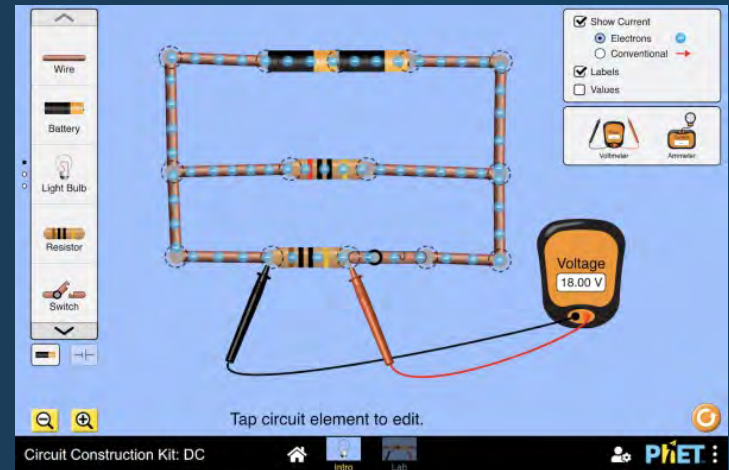 Wire
Battery
Light Bulb
Resistor
Switch
Show Current
Electrons
Conventional
Labels
Values
Voltmeter
Ammeter
Voltage
18.00 V
Tap circuit element to edit.
Circuit Construction Kit: DC
Intro
Lab
PhET